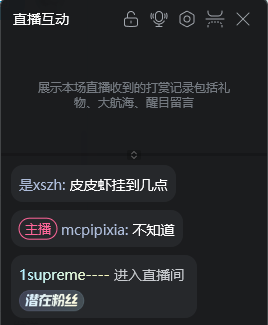 直播互动
展示本场直播收到的打赏记录包括礼
物、大航海、醒目留言
是xszh: 皮皮虾挂到几点
主播 mcpipixia: 不知道
1supreme---- 进入直播间
潜在粉丝